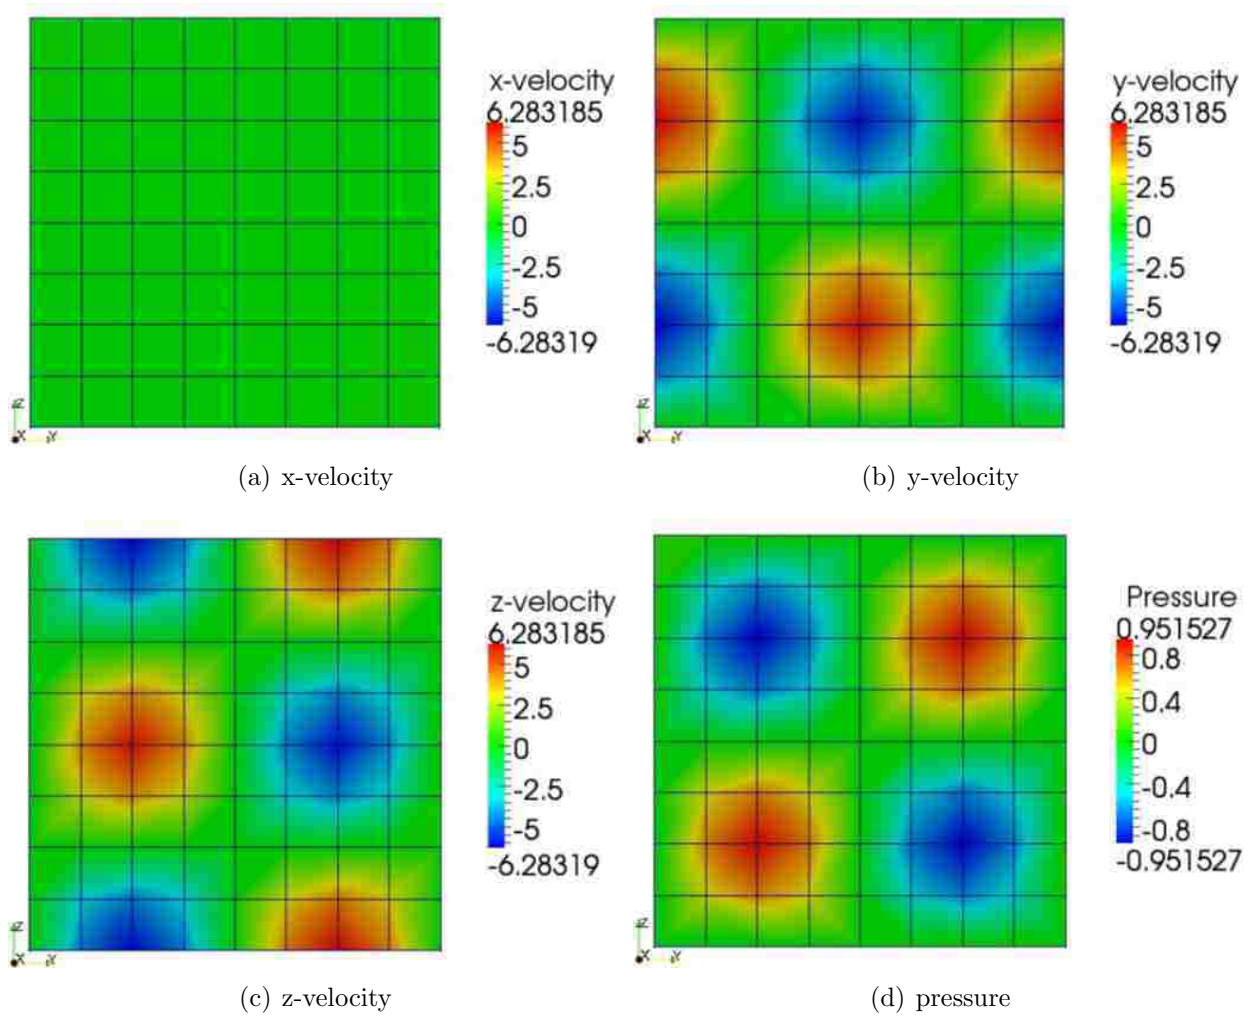 x-velocity
6.283185
5
2.5
0
-2.5
-5
-6.28319
Z
X
Y
(a) x-velocity
y-velocity
6.283185
5
2.5
0
-2.5
-5
-6.28319
Z
X
Y
(b) y-velocity
z-velocity
6.283185
5
2.5
0
-2.5
-5
-6.28319
Z
X
Y
(c) z-velocity
Pressure
0.951527
0.8
0.4
0
-0.4
-0.8
-0.951527
Z
X
Y
(d) pressure